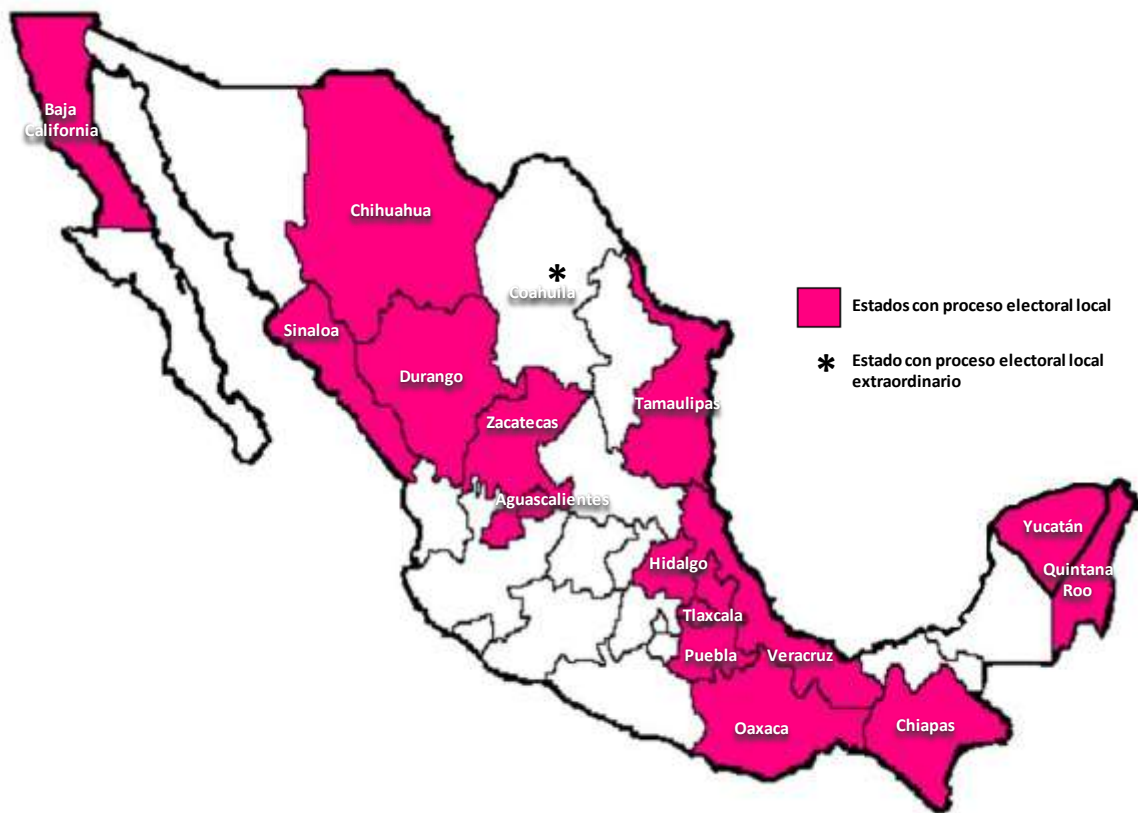 Baja
California
Chihuahua
*
Coahuila
Sinaloa
Durango
Zacatecas
Tamaulipas
Aguascalientes
Hidalgo
Tlaxcala
Puebla
Veracruz
Oaxaca
Chiapas
Yucatán
Quintana
Roo
Estados con proceso electoral local
* Estado con proceso electoral local
extraordinario